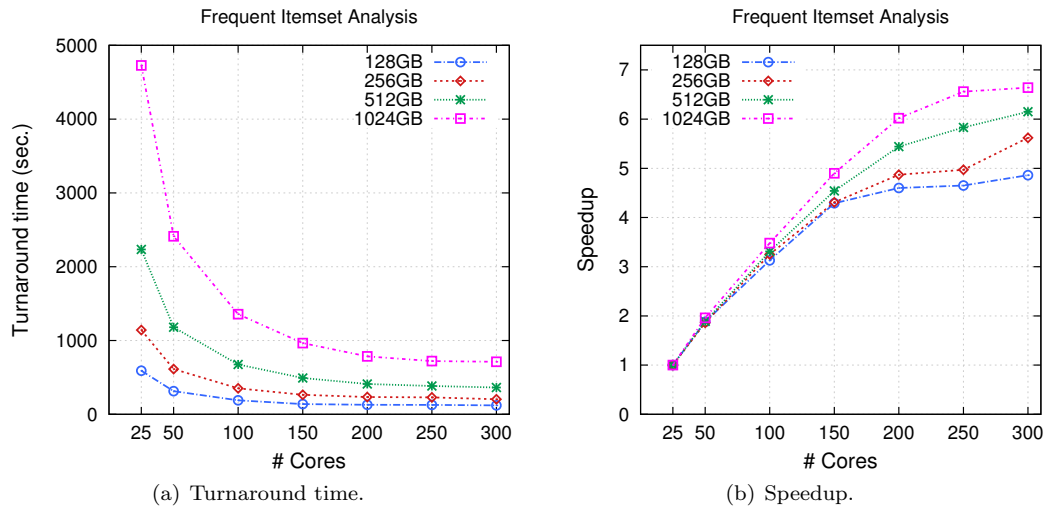 Frequent Itemset Analysis
5000
4000
3000
2000
1000
0
Turnaround time (sec.)
128GB
256GB
512GB
1024GB
25 50 100 150 200 250 300
# Cores
(a) Turnaround time.
Frequent Itemset Analysis
7
6
5
4
3
2
1
0
Speedup
128GB
256GB
512GB
1024GB
25 50 100 150 200 250 300
# Cores
(b) Speedup.